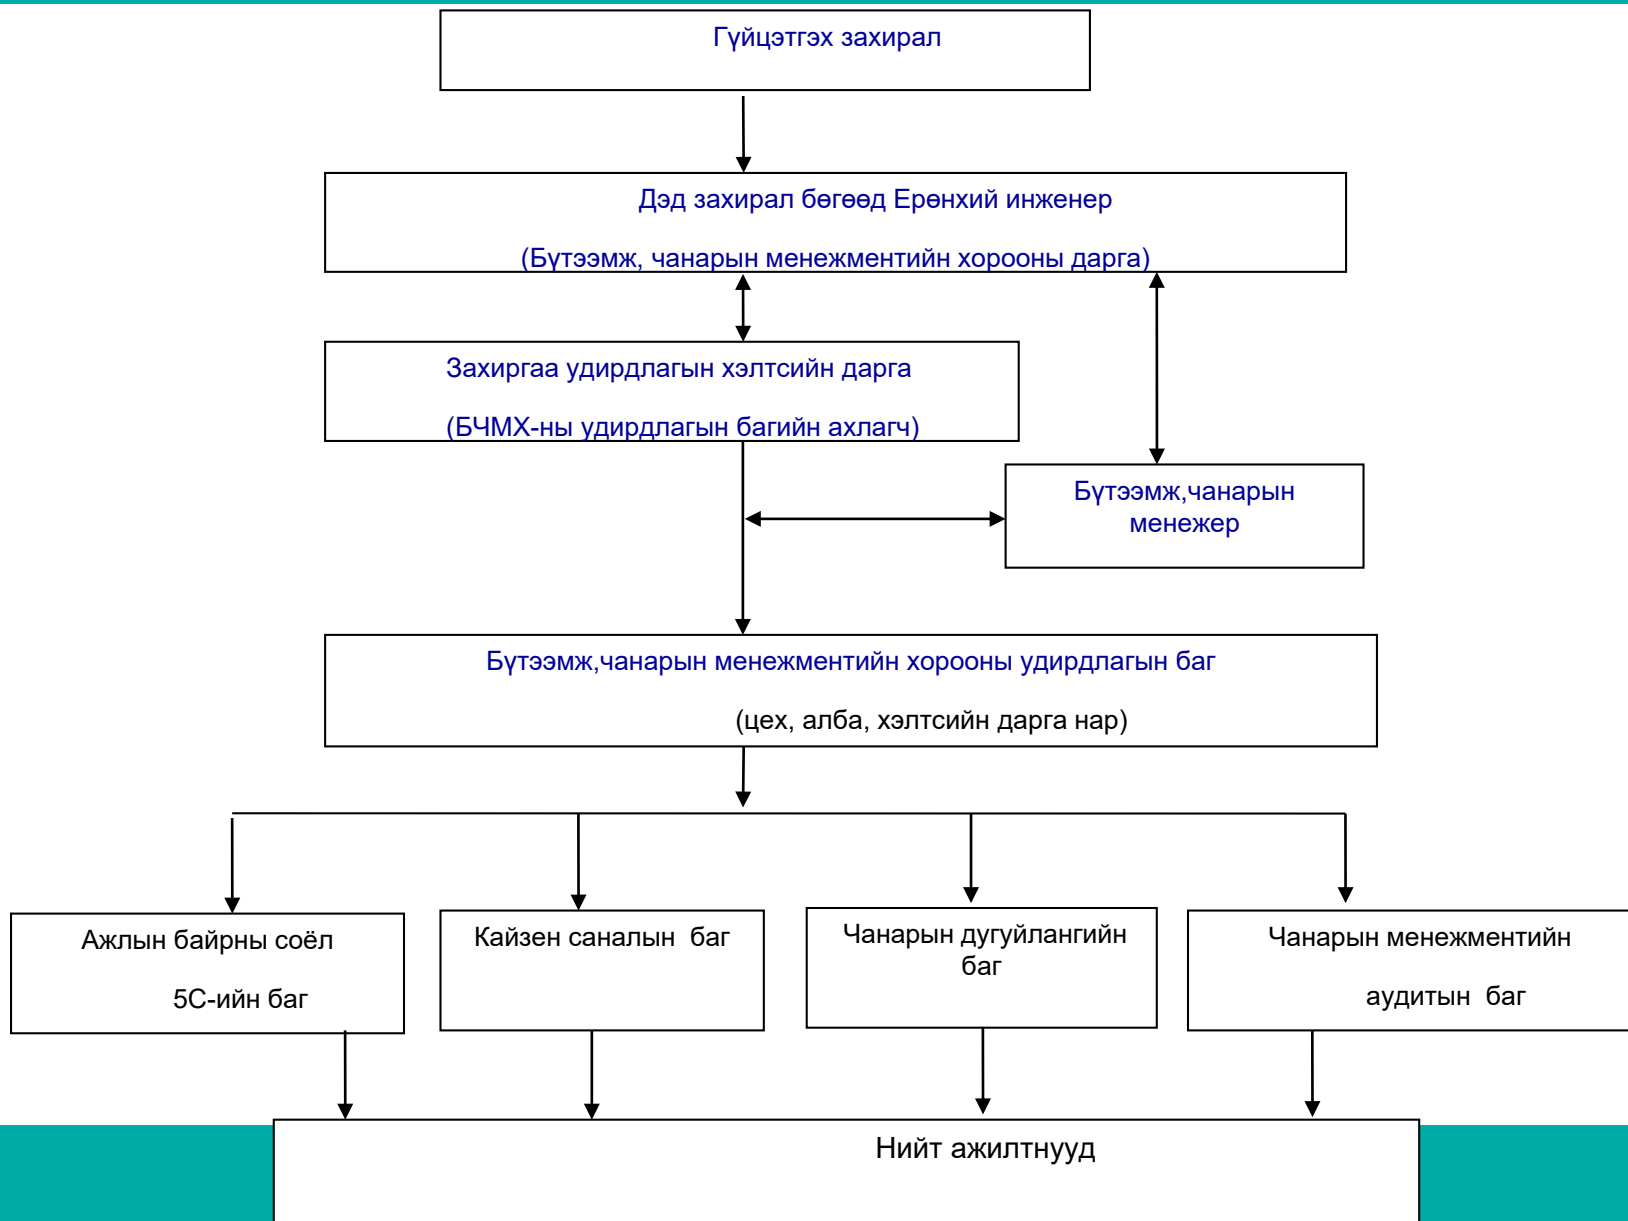 Гүйцэтгэх захирал
Дэд захирал бөгөөд Ерөнхий инженер
(Бүтээмж, чанарын менежментийн хорооны дарга)
Захиргаа удирдлагын хэлтсийн дарга
(БЧМХ-ны удирдлагын багийн ахлагч)
Бүтээмж,чанарын
менежер
Бүтээмж,чанарын менежментийн хорооны удирдлагын баг
(цех, алба, хэлтсийн дарга нар)
Ажлын байрны соёл
5С-ийн баг
Кайзен саналын баг
Чанарын дугуйлангийн
баг
Чанарын менежментийн
аудитын баг
Нийт ажилтнууд